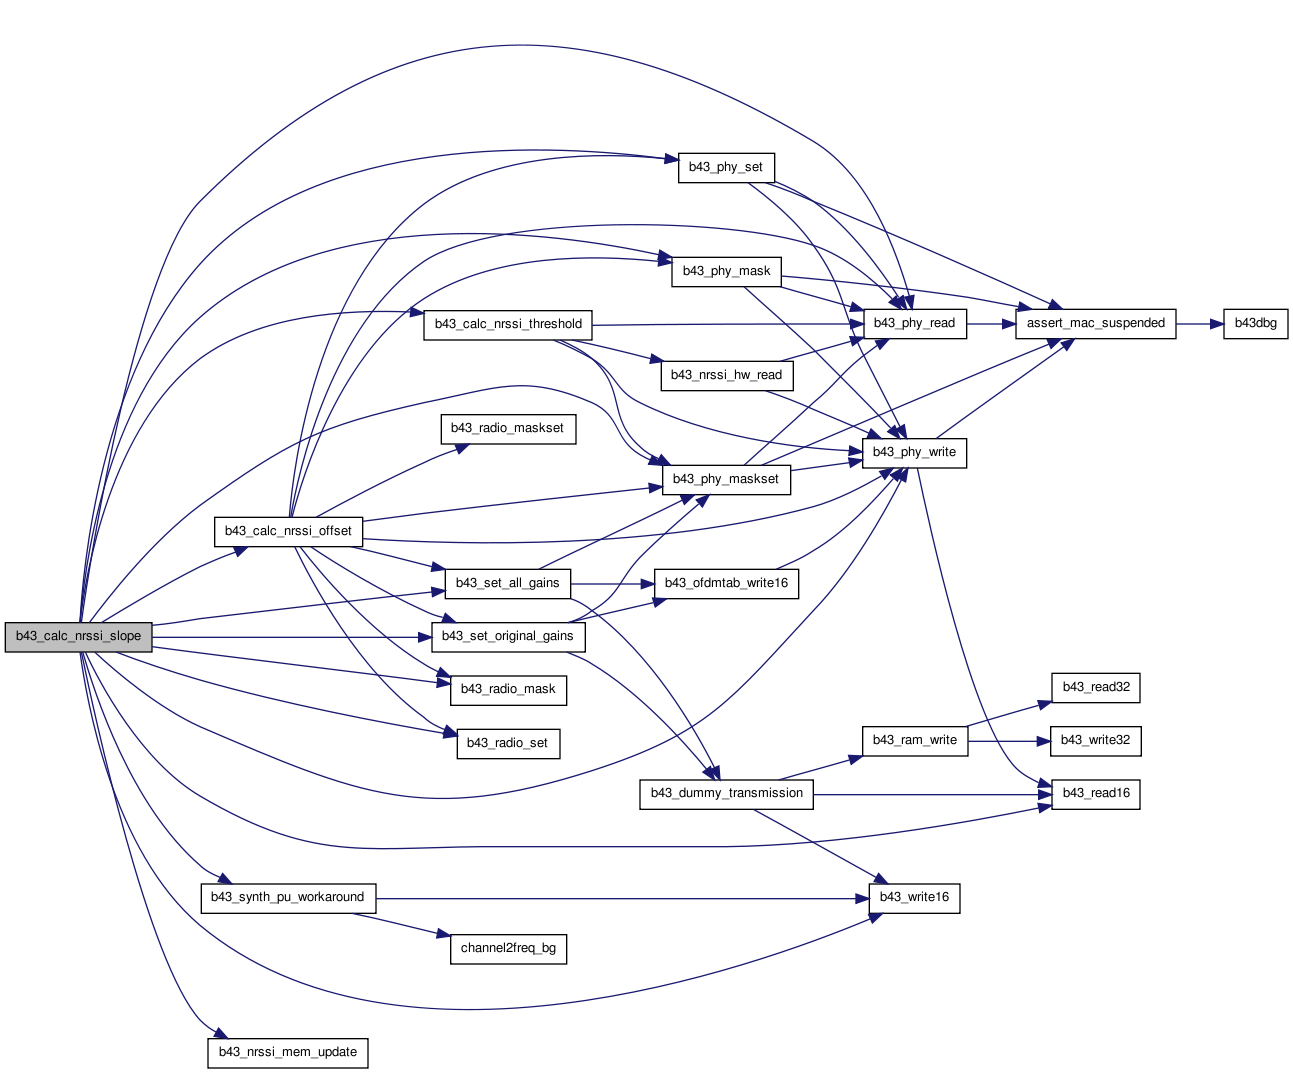 b43_phy_set
b43_phy_mask
b43_calc_nrssi_threshold
b43_phy_read
assert_mac_suspended
b43dbg
b43_nrssi_hw_read
b43_radio_maskset
b43_phy_write
b43_phy_maskset
b43_calc_nrssi_offset
b43_set_all_gains
b43_ofdmtab_write16
b43_calc_nrssi_slope
b43_set_original_gains
b43_radio_mask
b43_read32
b43_radio_set
b43_ram_write
b43_write32
b43_dummy_transmission
b43_read16
b43_synth_pu_workaround
b43_write16
channel2freq_bg
b43_nrssi_mem_update